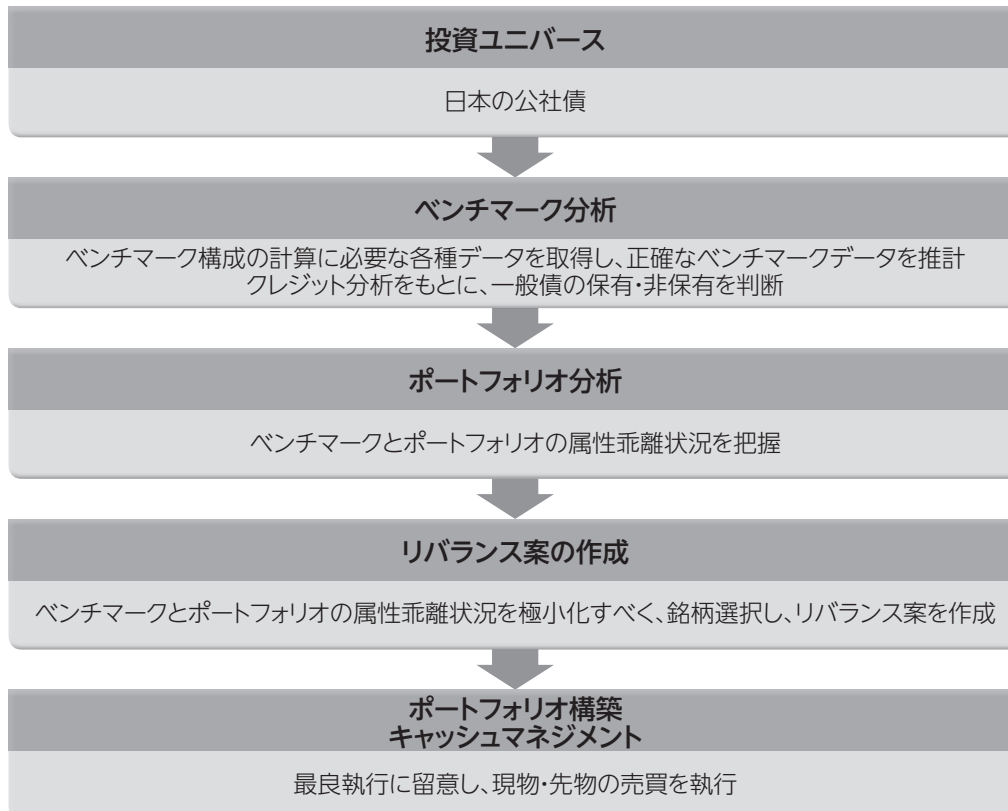 投資ユニバース
日本の公社債
ベンチマーク分析
ベンチマーク構成の計算に必要な各種データを取得し、正確なベンチマークデータを推計
クレジット分析をもとに、一般債の保有・非保有を判断
ポートフォリオ分析
ベンチマークとポートフォリオの属性乖離状況を把握
リバランス案の作成
ベンチマークとポートフォリオの属性乖離状況を極小化すべく、銘柄選択し、リバランス案を作成
ポートフォリオ構築
キャッシュマネジメント
最良執行に留意し、現物・先物の売買を執行